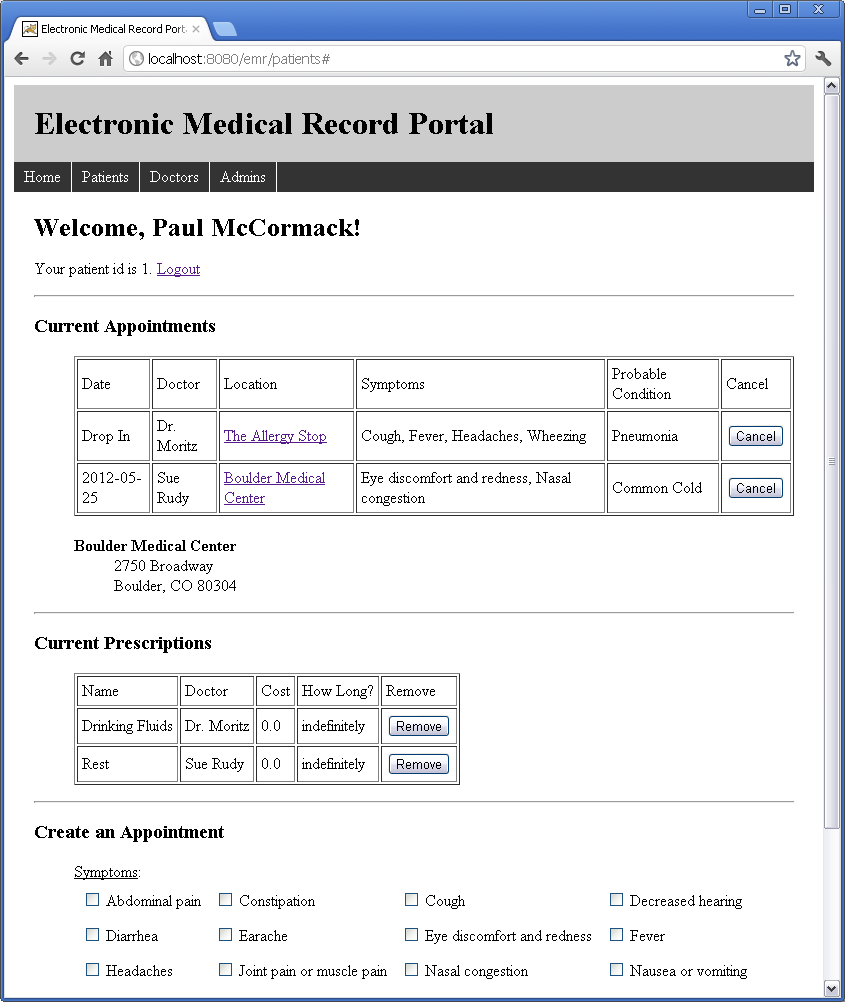 Electronic Medical Record Port
localhost:8080/emr/patients#
Electronic Medical Record Portal
Home Patients Doctors Admins
Welcome, Paul McCormack!
Your patient id is 1. Logout
Current Appointments
Date Doctor Location Symptoms Probable Condition Cancel
Drop In Dr. Moritz The Allergy Stop Cough, Fever, Headaches, Wheezing Pneumonia Cancel
2012-05-25 Sue Rudy Boulder Medical Center Eye discomfort and redness, Nasal congestion Common Cold Cancel
Boulder Medical Center
2750 Broadway
Boulder, CO 80304
Current Prescriptions
Name Doctor Cost How Long? Remove
Drinking Fluids Dr. Moritz 0.0 indefinitely Remove
Rest Sue Rudy 0.0 indefinitely Remove
Create an Appointment
Symptoms:
Abdominal pain Constipation Cough Decreased hearing
Diarrhea Earache Eye discomfort and redness Fever
Headaches Joint pain or muscle pain Nasal congestion Nausea or vomiting